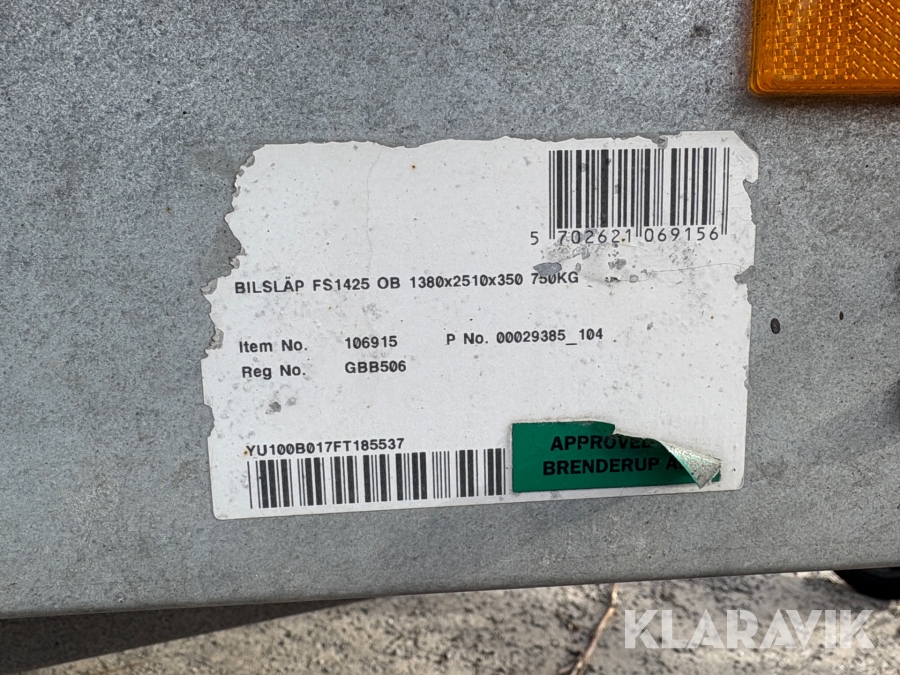 5 702621 069156
BILSLÄP FS1425 OB 1380x2510x350 750KG
Item No. 106915 P No. 00029385_104
Reg No. GBB506
YU100B017FT185537
APPROVED
BRENDERUP
KLARAVIK